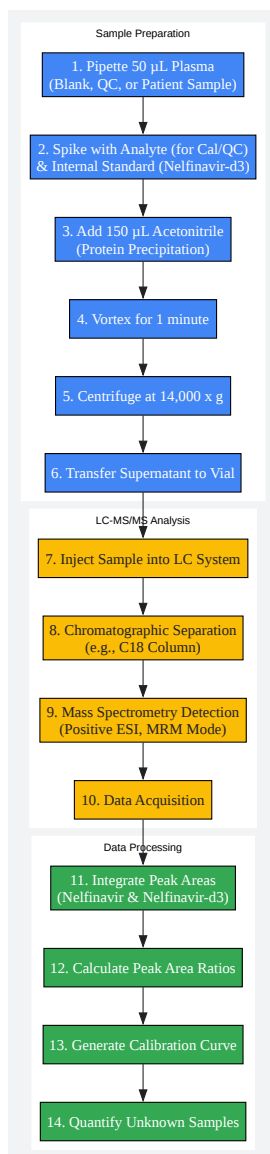 Sample Preparation
1. Pipette 50 µL Plasma
(Blank, QC, or Patient Sample)
2. Spike with Analyte (for Cal/QC)
& Internal Standard (Nelfinavir-d3)
3. Add 150 µL Acetonitrile
(Protein Precipitation)
4. Vortex for 1 minute
5. Centrifuge at 14,000 x g
6. Transfer Supernatant to Vial
LC-MS/MS Analysis
7. Inject Sample into LC System
8. Chromatographic Separation
(e.g., C18 Column)
9. Mass Spectrometry Detection
(Positive ESI, MRM Mode)
10. Data Acquisition
Data Processing
11. Integrate Peak Areas
(Nelfinavir & Nelfinavir-d3)
12. Calculate Peak Area Ratios
13. Generate Calibration Curve
14. Quantify Unknown Samples